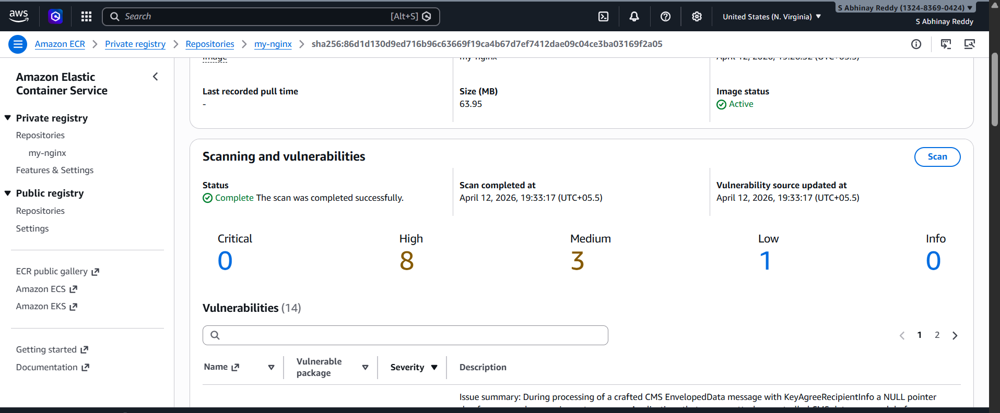 aws
Search [Alt+S]
United States (N. Virginia)
S Abhinay Reddy (1324-8369-0424)
S Abhinay Reddy
Amazon ECR
Private registry
Repositories
my-nginx
sha256:86d1d130d9ed716b96c63669f19ca4b67d7ef7412dae09c04ce3ba03169f2a05
Amazon Elastic
Container Service
Private registry
Repositories
my-nginx
Features & Settings
Public registry
Repositories
Settings
ECR public gallery
Amazon ECS
Amazon EKS
Getting started
Documentation
Image
my-nginx
Last recorded pull time
-
Size (MB)
63.95
Image status
Active
Scanning and vulnerabilities
Scan
Status
Complete The scan was completed successfully.
Scan completed at
April 12, 2026, 19:33:17 (UTC+05.5)
Vulnerability source updated at
April 12, 2026, 19:33:17 (UTC+05.5)
Critical
0
High
8
Medium
3
Low
1
Info
0
Vulnerabilities (14)
1 2
Name
Vulnerable
package
Severity
Description
Issue summary: During processing of a crafted CMS EnvelopedData message with KeyAgreeRecipientInfo a NULL pointer